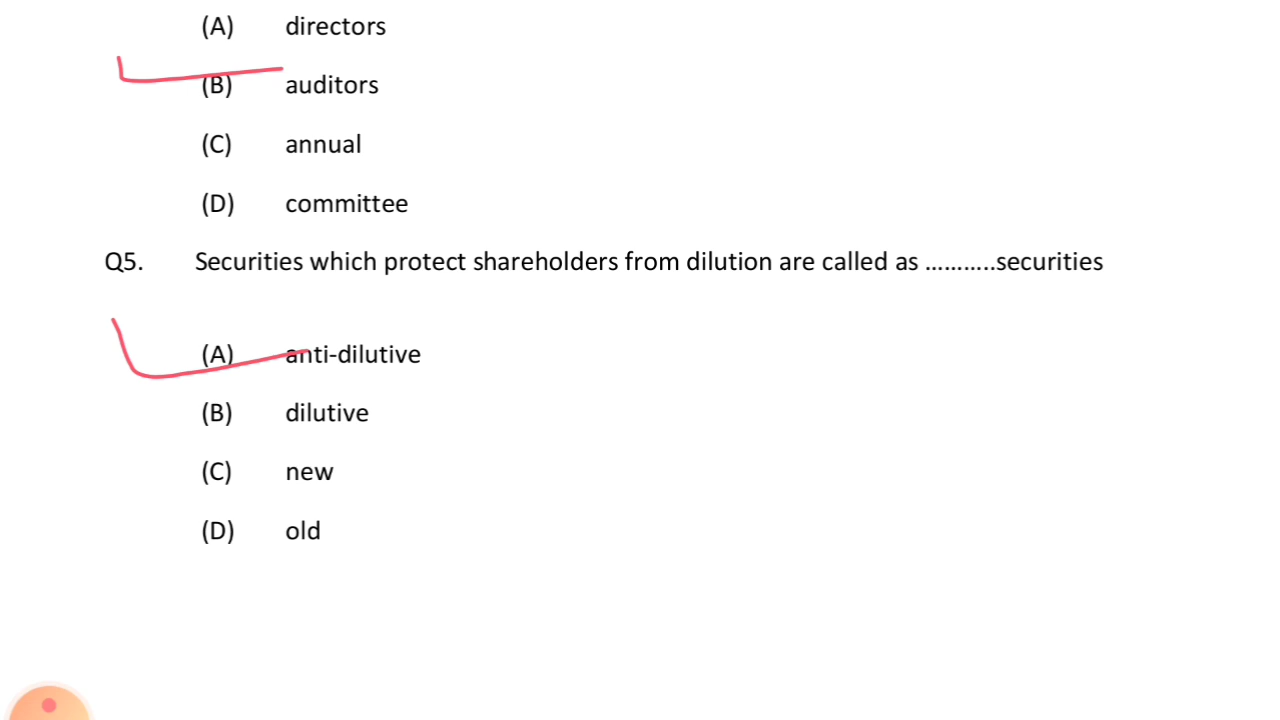 (A) directors
(B) auditors
(C) annual
(D) committee
Q5. Securities which protect shareholders from dilution are called as ………..securities
(A) anti-dilutive
(B) dilutive
(C) new
(D) old